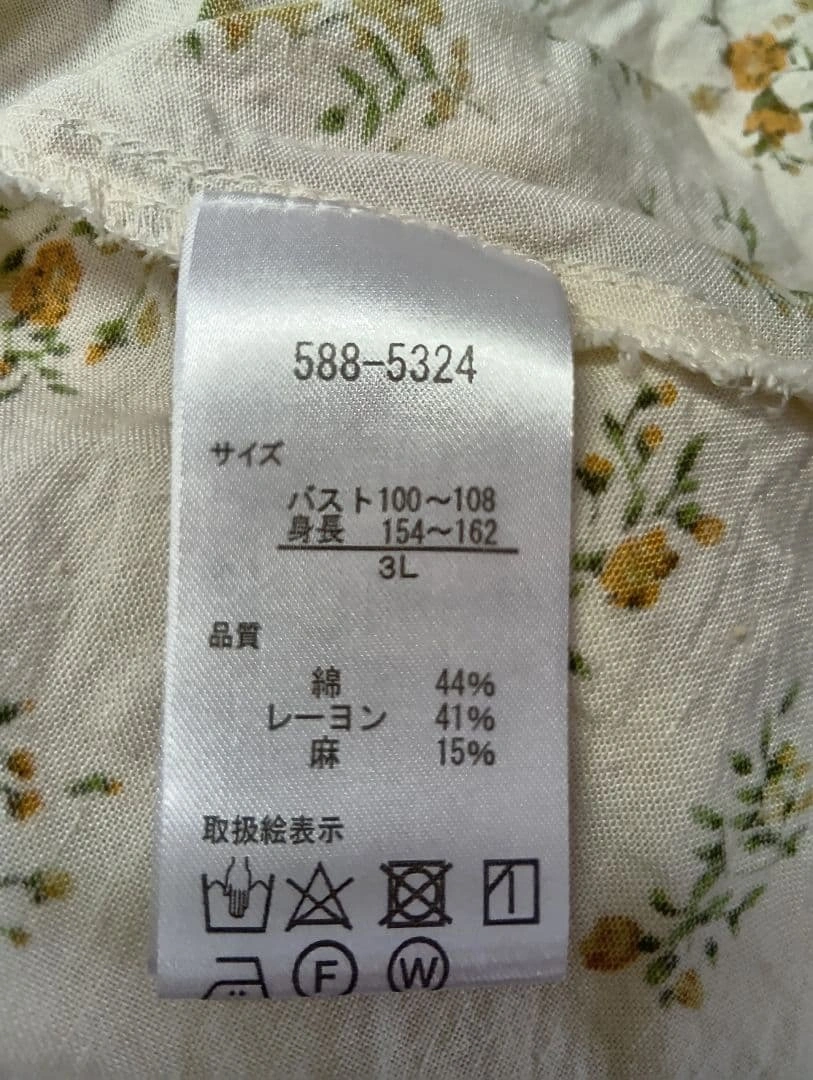 588-5324
サイズ
バスト100～108
身長 154～162
3L
品質
綿 44%
レーヨン 41%
麻 15%
取扱絵表示
F W